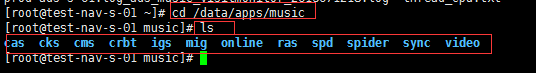 [root@test-nav-s-01 ~]# cd /data/apps/music
[root@test-nav-s-01 music]# ls
cas cks cms crbt igs mig online ras spd spider sync video
[root@test-nav-s-01 music]#